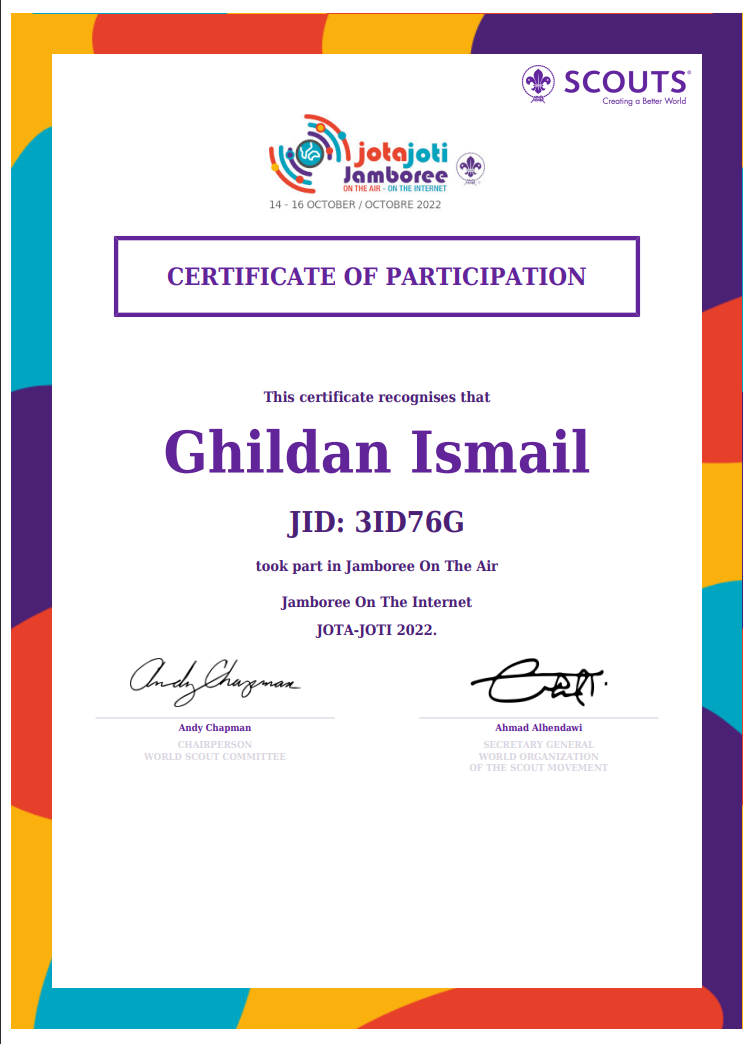 SCOUTS®
Creating a Better World
jotajoti
Jamboree
ON THE AIR - ON THE INTERNET
14 - 16 OCTOBER / OCTOBRE 2022
CERTIFICATE OF PARTICIPATION
This certificate recognises that
Ghildan Ismail
JID: 3ID76G
took part in Jamboree On The Air
Jamboree On The Internet
JOTA-JOTI 2022.
Andy Chapman
Andy Chapman
CHAIRPERSON
WORLD SCOUT COMMITTEE
Ahmad Alhendawi
SECRETARY GENERAL
WORLD ORGANIZATION
OF THE SCOUT MOVEMENT